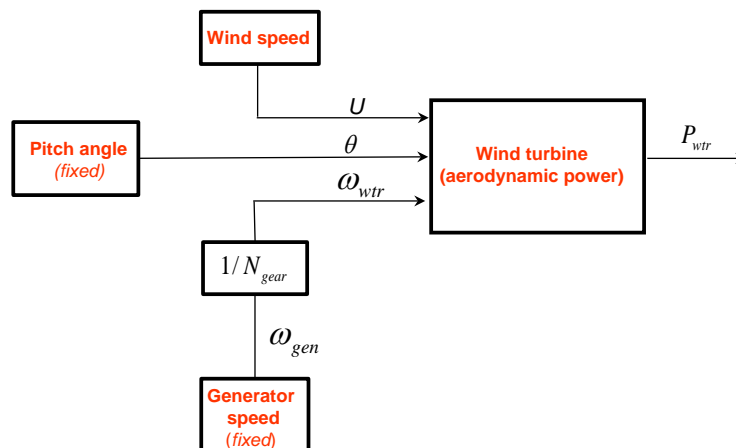 Wind speed
U
Pitch angle
(fixed)
θ
Wind turbine
(aerodynamic power)
P_wtr
ω_wtr
1/N_gear
ω_gen
Generator
speed
(fixed)